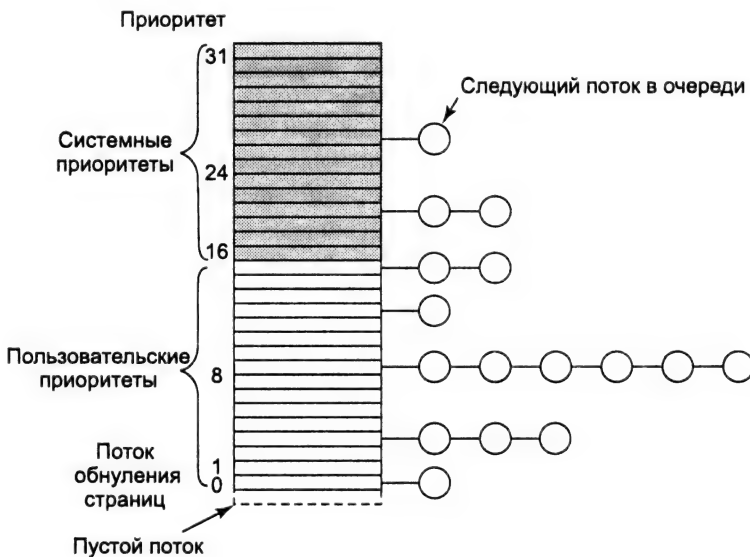 Приоритет
31
Следующий поток в очереди
Системные
приоритеты
24
16
Пользовательские
приоритеты
8
Поток
обнуления
страниц
1
0
Пустой поток